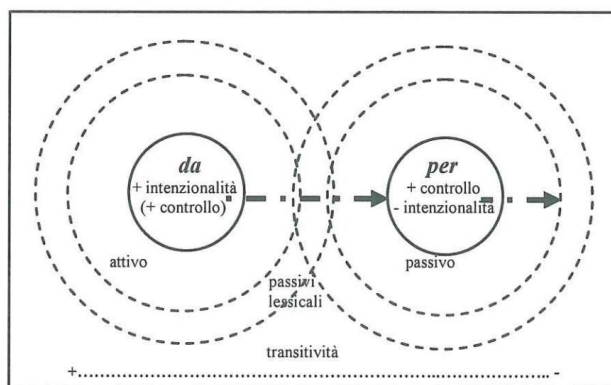 da
+ intenzionalità
(+ controllo)
per
+ controllo
- intenzionalità
attivo
passivo
passivi
lessicali
transitività
+............................................................................ -